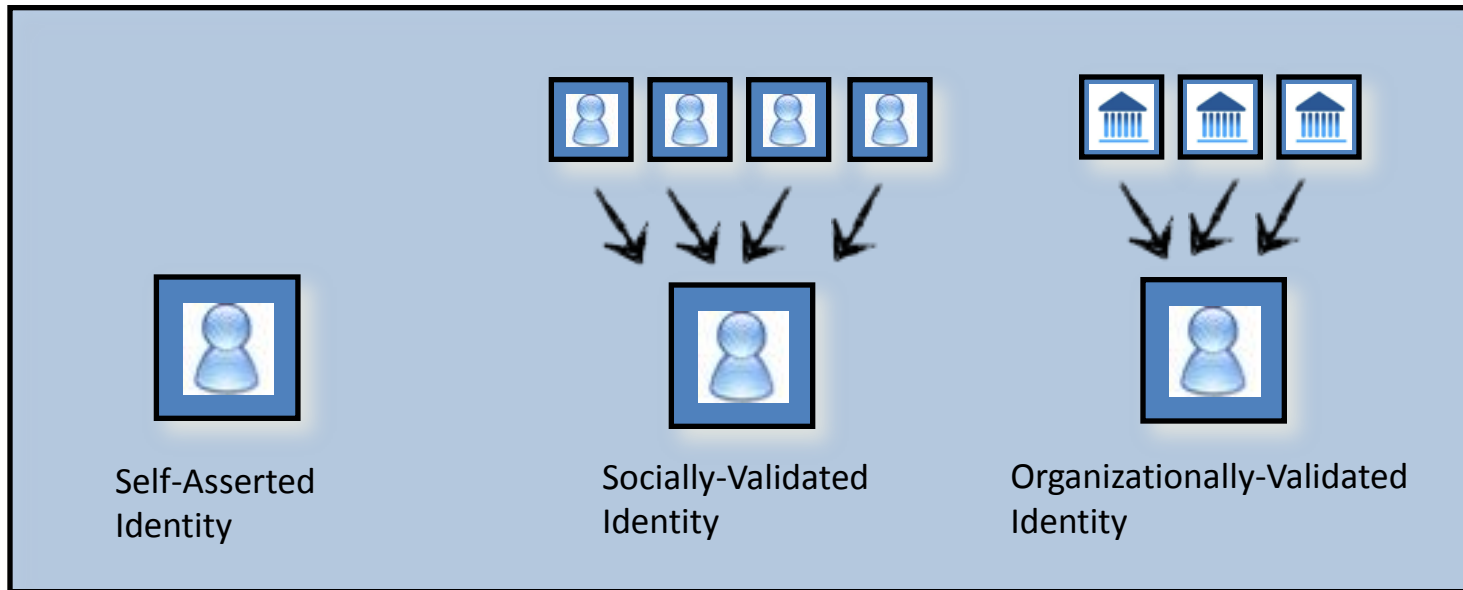 Self-Asserted
Identity
Socially-Validated
Identity
Organizationally-Validated
Identity